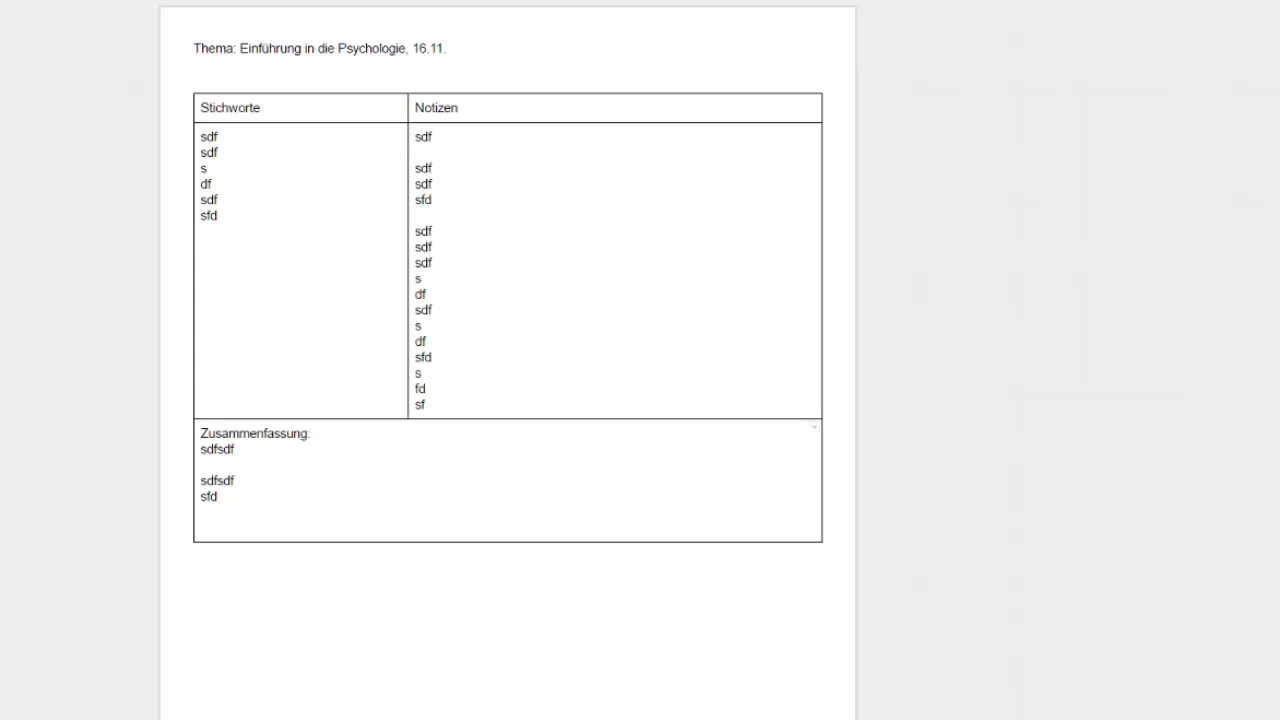 Thema: Einführung in die Psychologie, 16.11.
Stichworte
Notizen
sdf
sdf
s
df
sdf
sfd
sdf
sdf
sdf
sfd
sdf
sdf
sdf
s
df
sdf
s
df
sfd
s
fd
sf
Zusammenfassung:
sdfsdf
sdfsdf
sfd